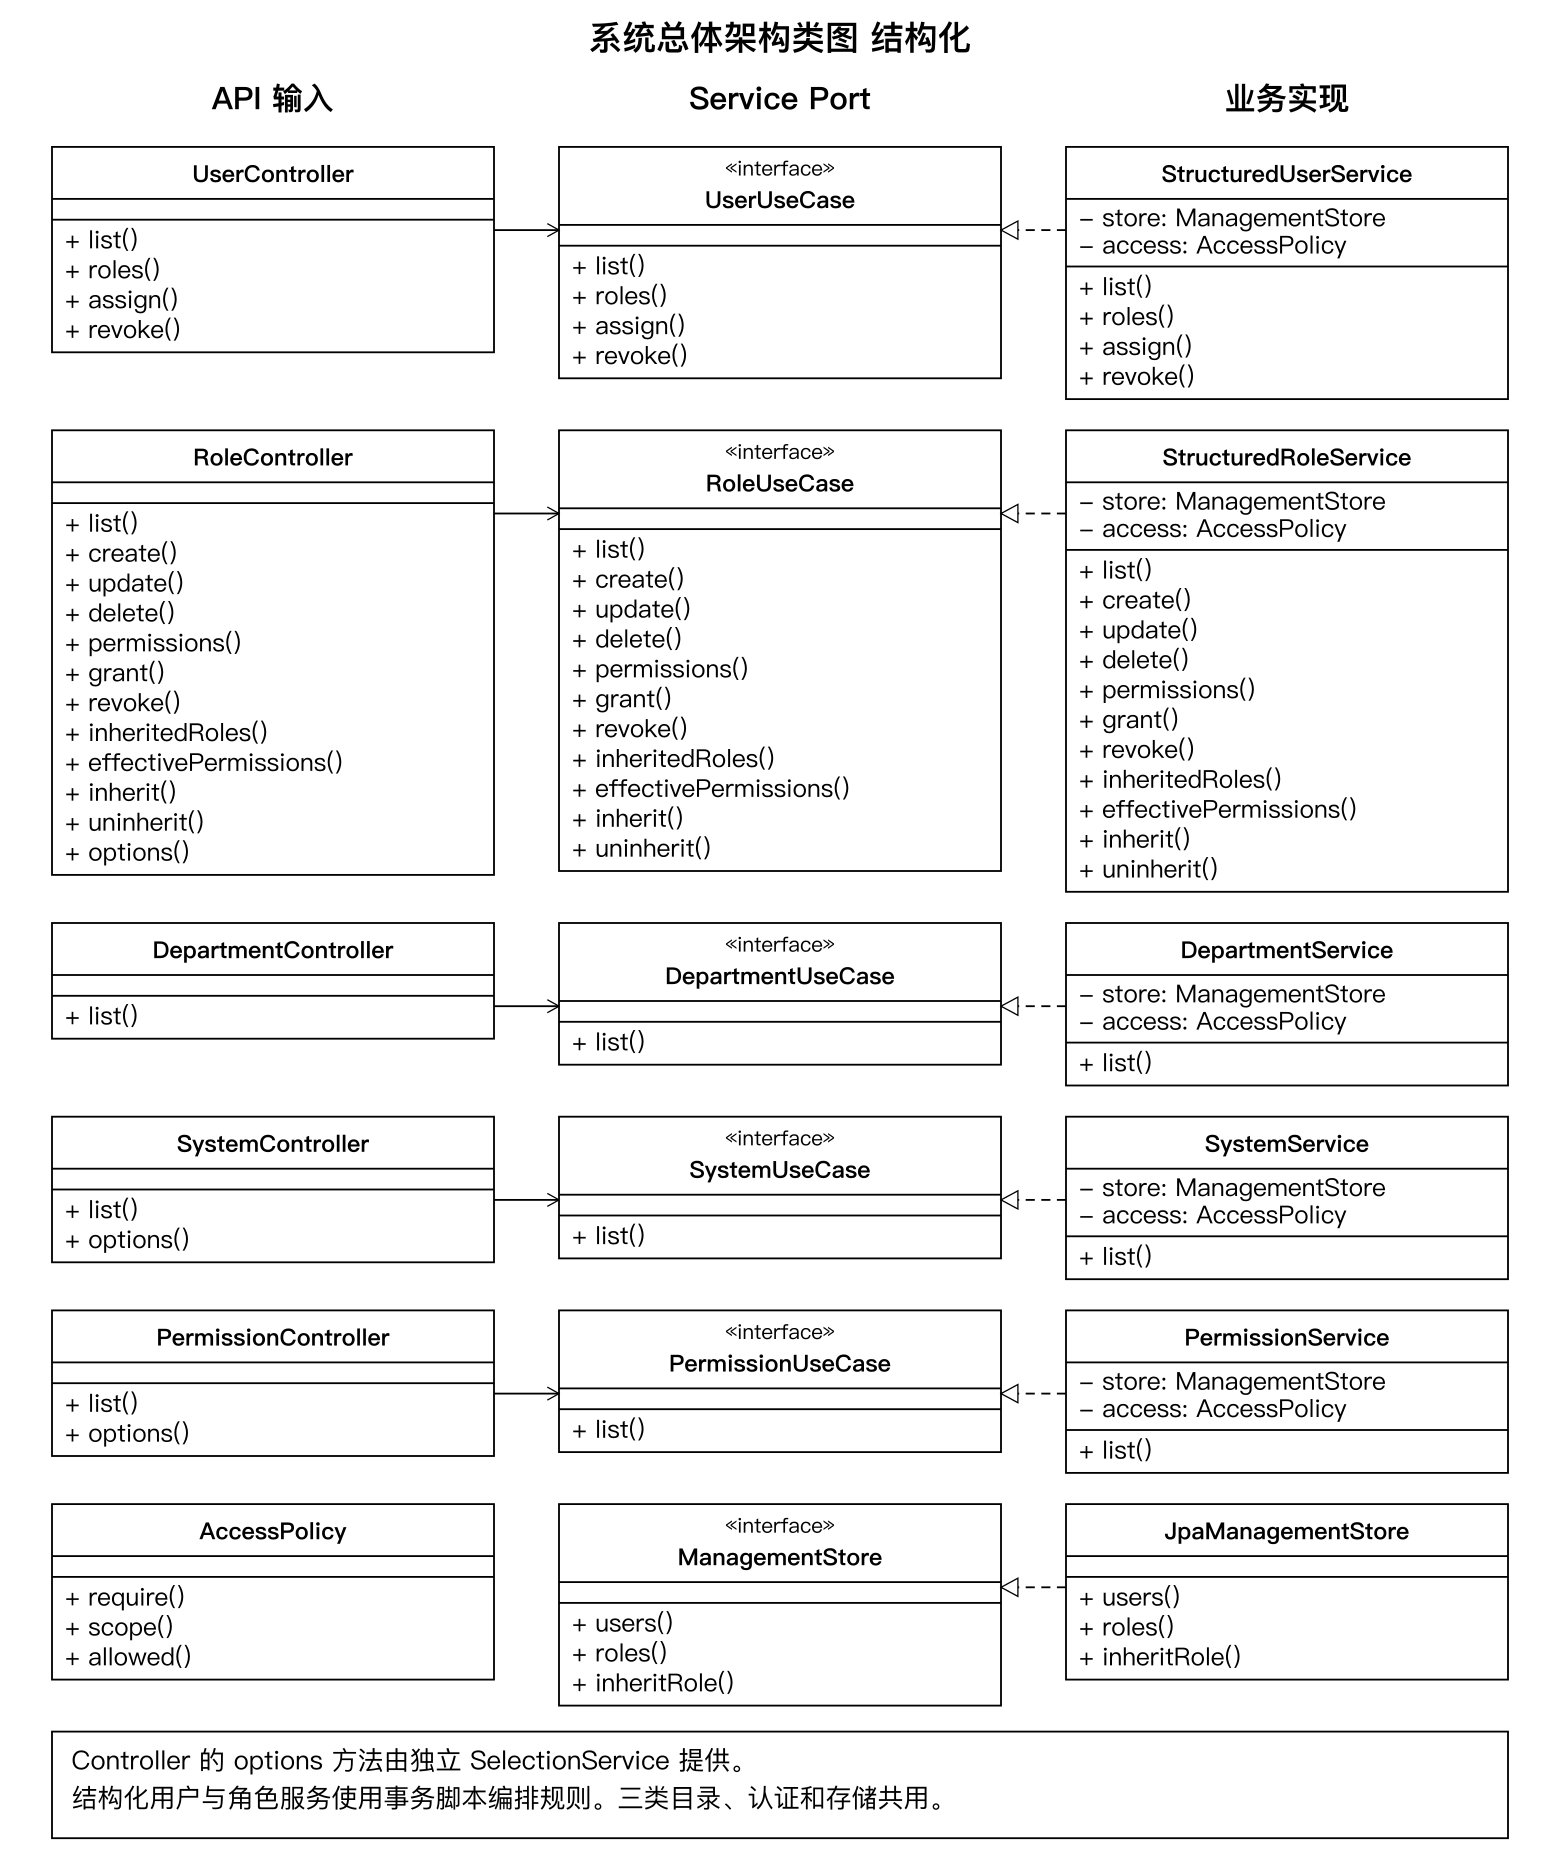 系统总体架构类图 结构化
API 输入
Service Port
业务实现
UserController
+ list()
+ roles()
+ assign()
+ revoke()
«interface»
UserUseCase
+ list()
+ roles()
+ assign()
+ revoke()
StructuredUserService
– store: ManagementStore
– access: AccessPolicy
+ list()
+ roles()
+ assign()
+ revoke()
RoleController
+ list()
+ create()
+ update()
+ delete()
+ permissions()
+ grant()
+ revoke()
+ inheritedRoles()
+ effectivePermissions()
+ inherit()
+ uninherit()
+ options()
«interface»
RoleUseCase
+ list()
+ create()
+ update()
+ delete()
+ permissions()
+ grant()
+ revoke()
+ inheritedRoles()
+ effectivePermissions()
+ inherit()
+ uninherit()
StructuredRoleService
– store: ManagementStore
– access: AccessPolicy
+ list()
+ create()
+ update()
+ delete()
+ permissions()
+ grant()
+ revoke()
+ inheritedRoles()
+ effectivePermissions()
+ inherit()
+ uninherit()
DepartmentController
+ list()
«interface»
DepartmentUseCase
+ list()
DepartmentService
– store: ManagementStore
– access: AccessPolicy
+ list()
SystemController
+ list()
+ options()
«interface»
SystemUseCase
+ list()
SystemService
– store: ManagementStore
– access: AccessPolicy
+ list()
PermissionController
+ list()
+ options()
«interface»
PermissionUseCase
+ list()
PermissionService
– store: ManagementStore
– access: AccessPolicy
+ list()
AccessPolicy
+ require()
+ scope()
+ allowed()
«interface»
ManagementStore
+ users()
+ roles()
+ inheritRole()
JpaManagementStore
+ users()
+ roles()
+ inheritRole()
Controller 的 options 方法由独立 SelectionService 提供。
结构化用户与角色服务使用事务脚本编排规则。三类目录、认证和存储共用。